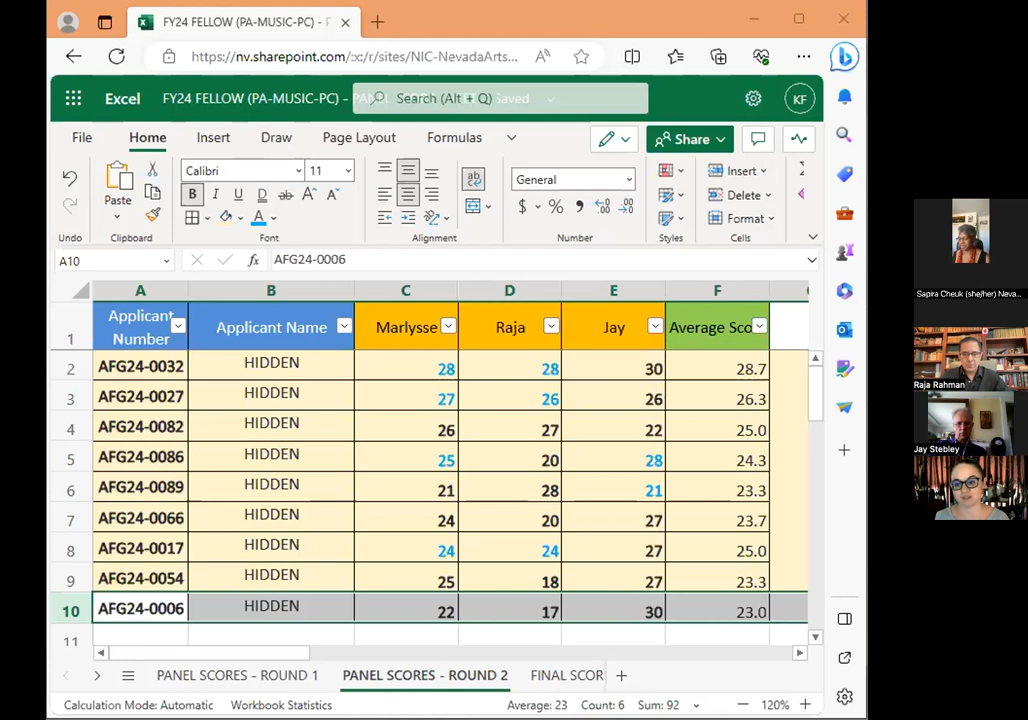 FY24 FELLOW (PA-MUSIC-PC) - P
https://nv.sharepoint.com/:x:/r/sites/NIC-NevadaArts...
Excel FY24 FELLOW (PA-MUSIC-PC) - Search (Alt + Q) Saved KF
File Home Insert Draw Page Layout Formulas Share
Calibri 11 General Insert
Paste B I U D ab A A $ % Delete
A Format
Undo Clipboard Font Alignment Number Styles Cells
A10 fx AFG24-0006
A B C D E F
Applicant Number Applicant Name Marlysse Raja Jay Average Sco
1
2 AFG24-0032 HIDDEN 28 28 30 28.7
3 AFG24-0027 HIDDEN 27 26 26 26.3
4 AFG24-0082 HIDDEN 26 27 22 25.0
5 AFG24-0086 HIDDEN 25 20 28 24.3
6 AFG24-0089 HIDDEN 21 28 21 23.3
7 AFG24-0066 HIDDEN 24 20 27 23.7
8 AFG24-0017 HIDDEN 24 24 27 25.0
9 AFG24-0054 HIDDEN 25 18 27 23.3
10 AFG24-0006 HIDDEN 22 17 30 23.0
11
PANEL SCORES - ROUND 1 PANEL SCORES - ROUND 2 FINAL SCOR
Calculation Mode: Automatic Workbook Statistics Average: 23 Count: 6 Sum: 92 120%
Sapira Cheuk (she/her) Neva...
Raja Rahman
Jay Stebley